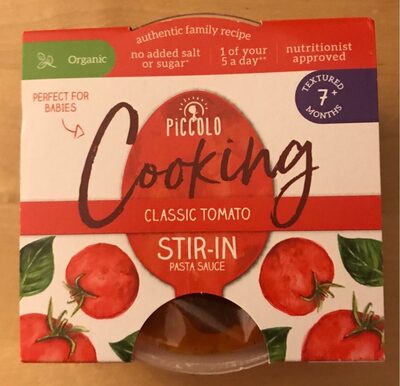 authentic family recipe
Organic
no added salt
or sugar*
1 of your
5 a day**
nutritionist
approved
PERFECT FOR
BABIES
TEXTURED
7+
MONTHS
PiCCOLO
Cooking
CLASSIC TOMATO
STIR-IN
PASTA SAUCE